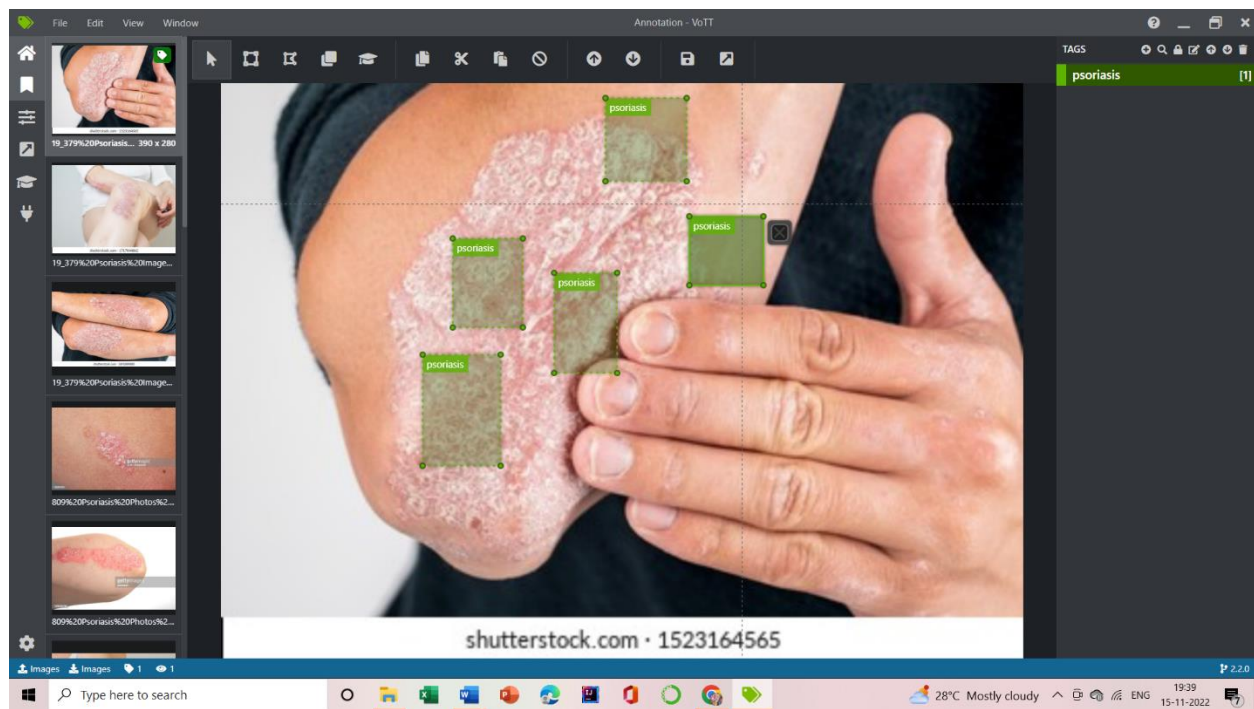 File Edit View Window
Annotation - VoTT
TAGS
psoriasis [1]
19_379%20Psoriasis... 390 x 280
19_379%20Psoriasis%20Image...
19_379%20Psoriasis%20Image...
809%20Psoriasis%20Photos%2...
809%20Psoriasis%20Photos%2...
psoriasis
psoriasis
psoriasis
psoriasis
psoriasis
shutterstock.com · 1523164565
Images Images 1 1
2.2.0
Type here to search
28°C Mostly cloudy
ENG
19:39
15-11-2022
7